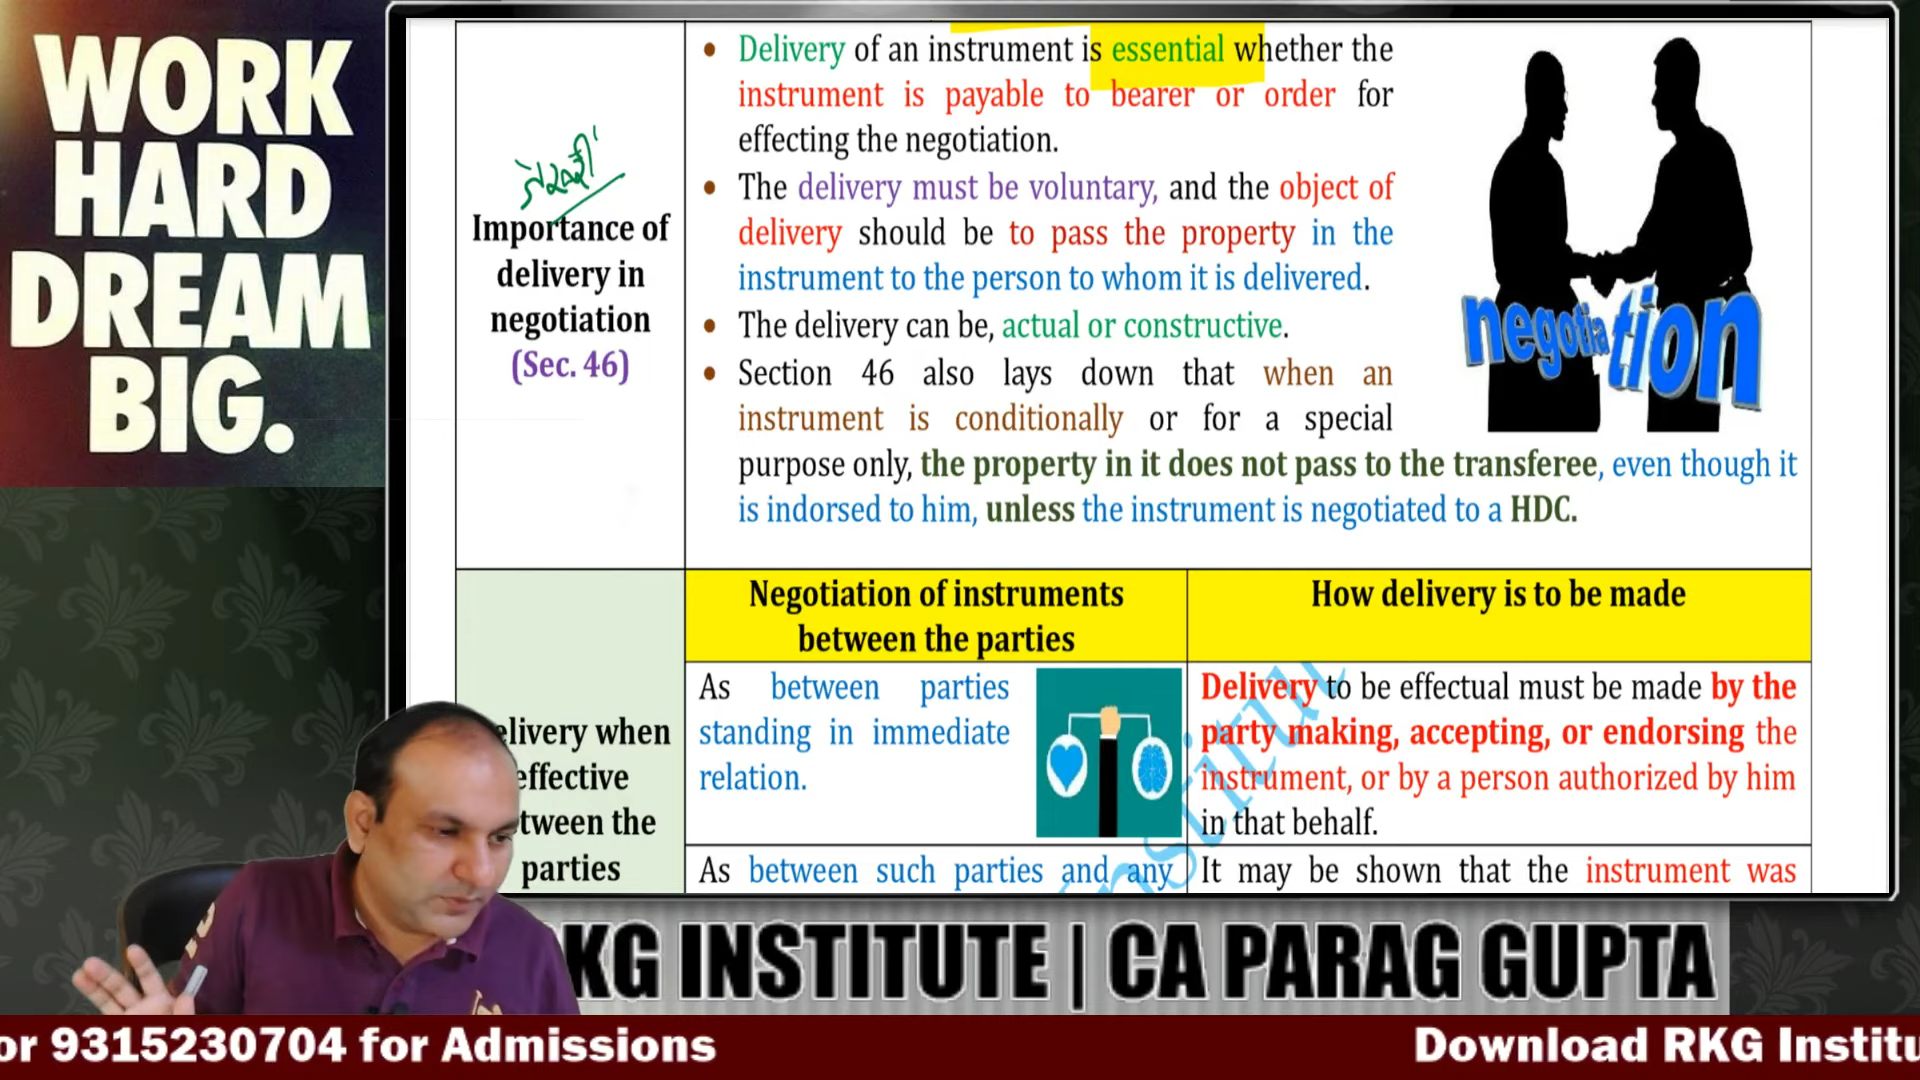 WORK
HARD
DREAM
BIG.
Importance of
delivery in
negotiation
(Sec. 46)
• Delivery of an instrument is essential whether the
instrument is payable to bearer or order for
effecting the negotiation.
• The delivery must be voluntary, and the object of
delivery should be to pass the property in the
instrument to the person to whom it is delivered.
• The delivery can be, actual or constructive.
• Section 46 also lays down that when an
instrument is conditionally or for a special
purpose only, the property in it does not pass to the transferee, even though it
is indorsed to him, unless the instrument is negotiated to a HDC.
negotiation
elivery when
effective
tween the
parties
Negotiation of instruments
between the parties
How delivery is to be made
As between parties
standing in immediate
relation.
Delivery to be effectual must be made by the
party making, accepting, or endorsing the
instrument, or by a person authorized by him
in that behalf.
As between such parties and any
It may be shown that the instrument was
KG INSTITUTE | CA PARAG GUPTA
or 9315230704 for Admissions
Download RKG Institu